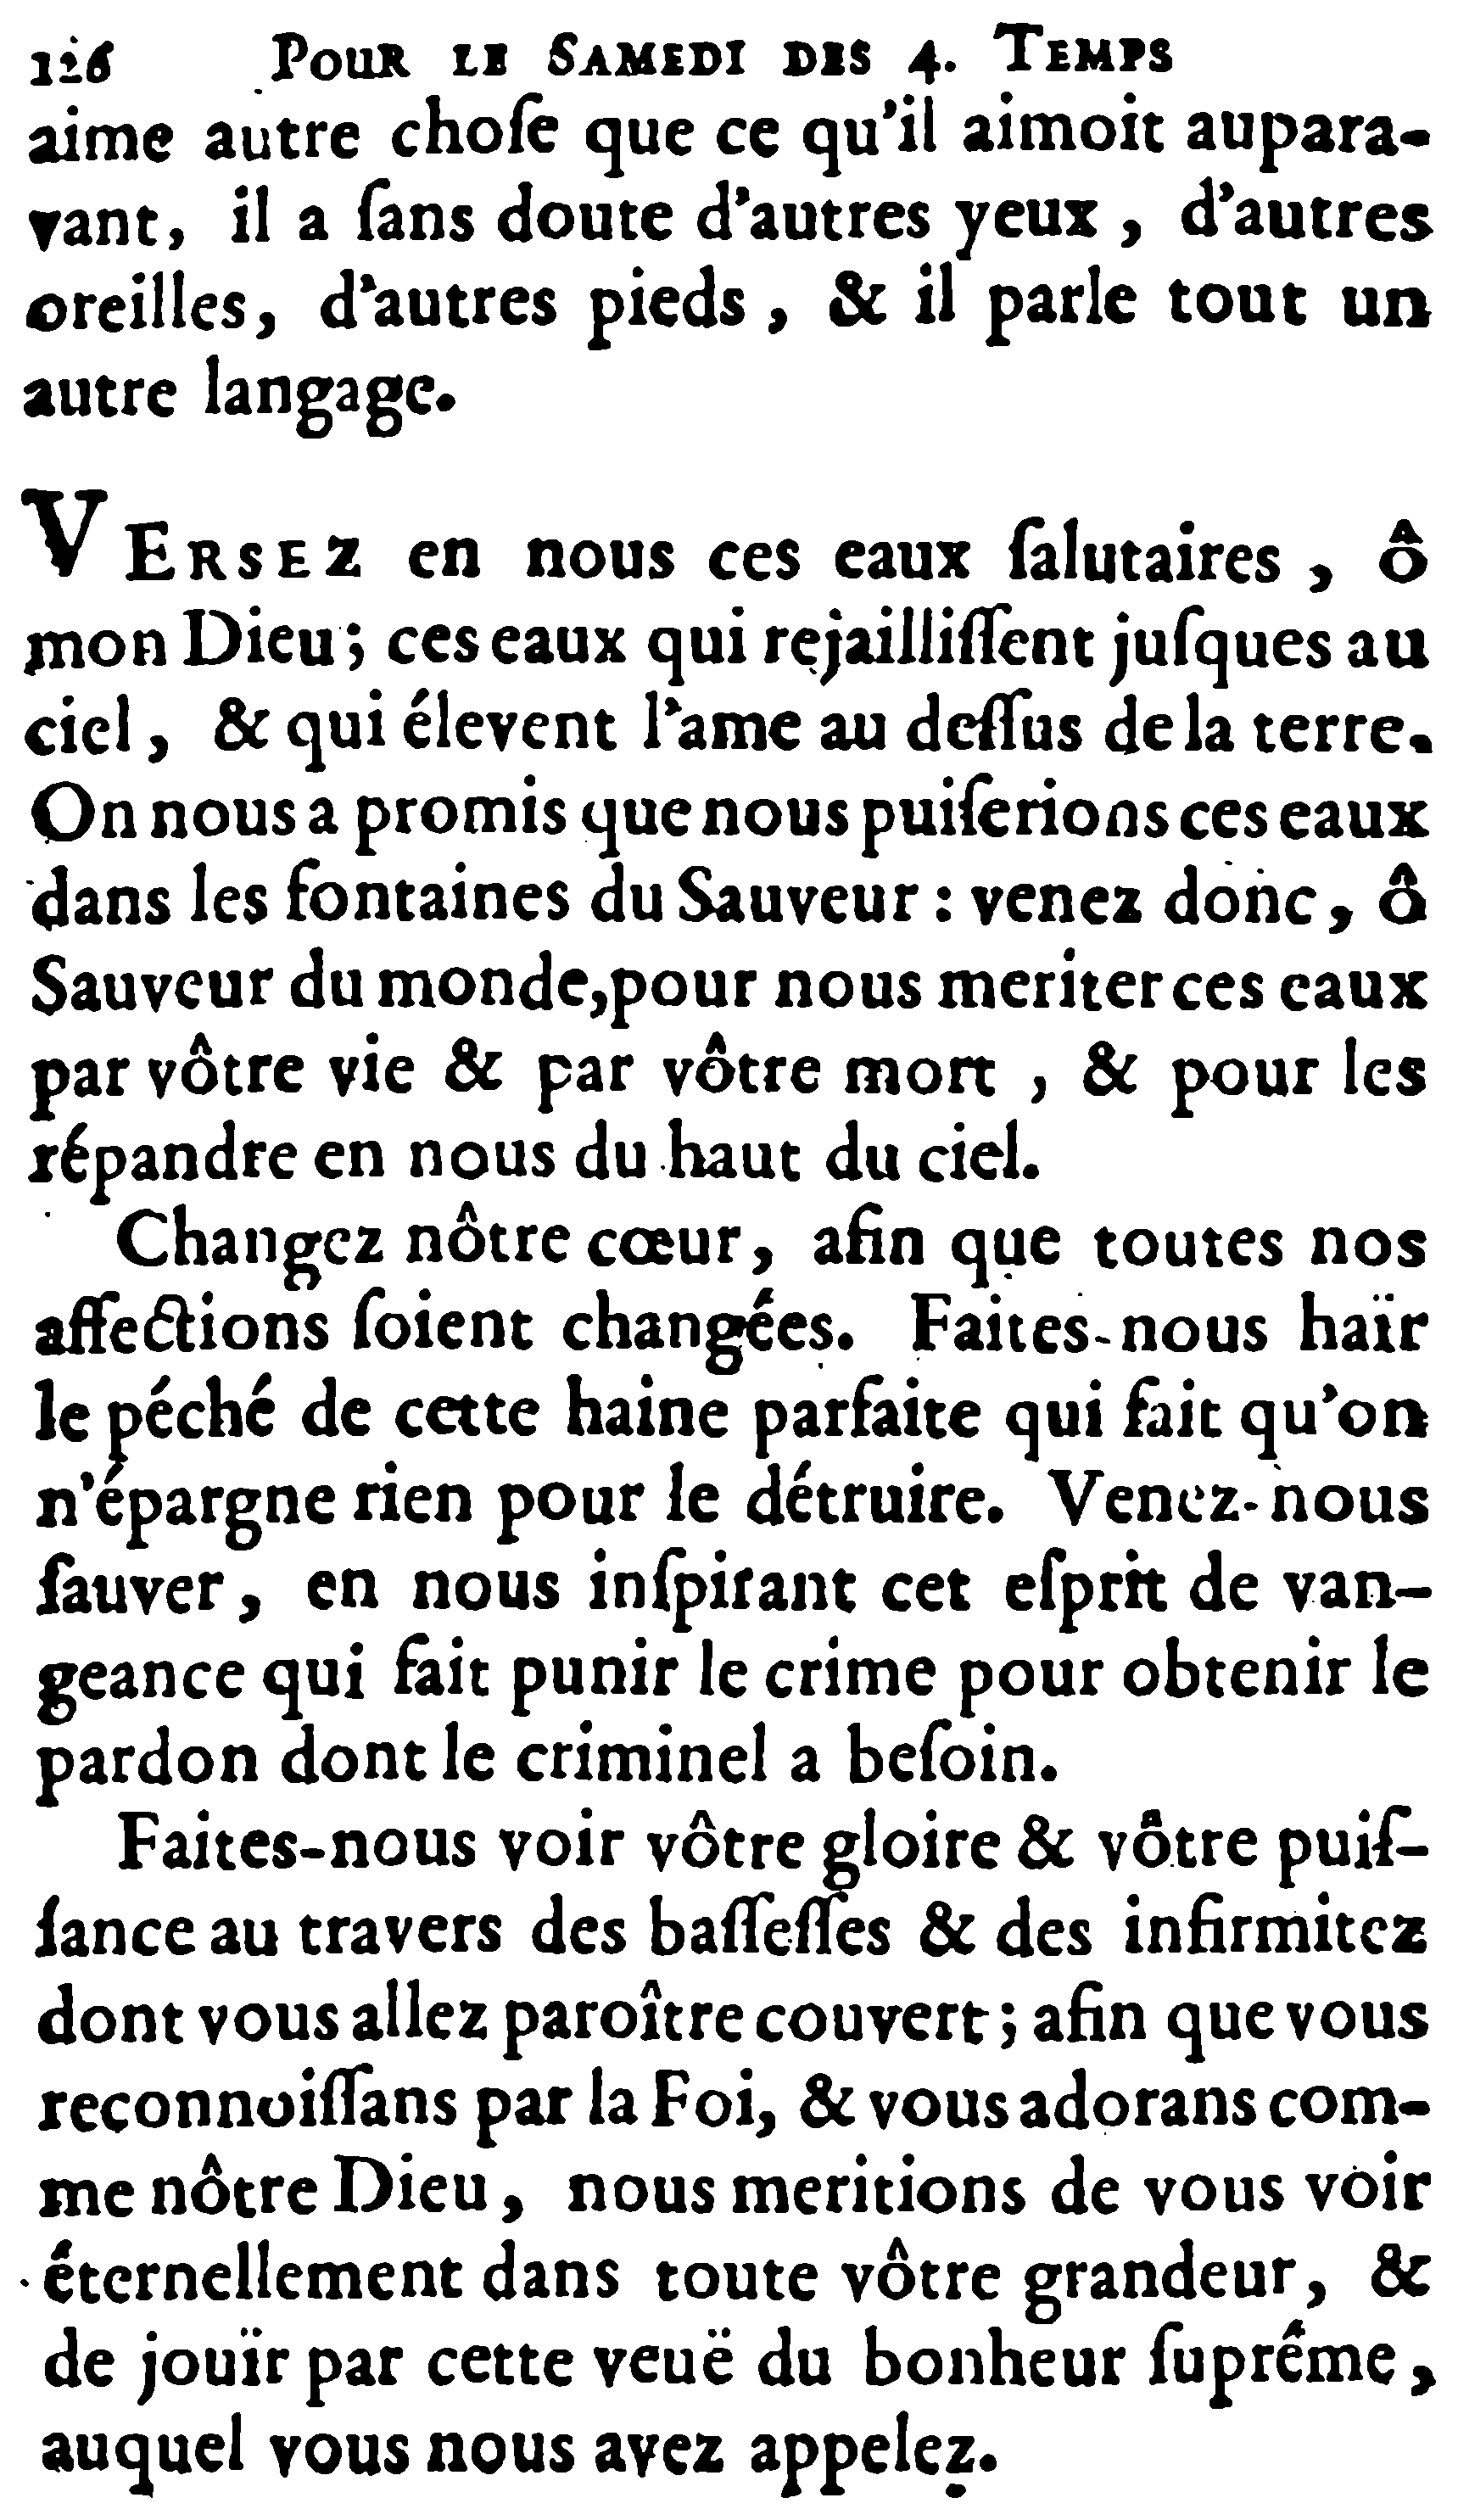 126 POUR LE SAMEDI DES 4. TEMPS
aime autre choſe que ce qu'il aimoit aupara-
vant, il a ſans doute d'autres yeux, d'autres
oreilles, d'autres pieds, & il parle tout un
autre langage.
VERSEZ en nous ces eaux ſalutaires, ô
mon Dieu; ces eaux qui rejailliſſent juſques au
ciel, & qui élevent l'ame au deſſus de la terre.
On nous a promis que nous puiſerions ces eaux
dans les fontaines du Sauveur : venez donc, ô
Sauveur du monde, pour nous meriter ces eaux
par vôtre vie & par vôtre mort, & pour les
répandre en nous du haut du ciel.
Changez nôtre cœur, afin que toutes nos
affections ſoient changées. Faites-nous haïr
le péché de cette haine parfaite qui fait qu'on
n'épargne rien pour le détruire. Venez-nous
ſauver, en nous inſpirant cet eſprit de van-
geance qui fait punir le crime pour obtenir le
pardon dont le criminel a beſoin.
Faites-nous voir vôtre gloire & vôtre puiſ-
ſance au travers des baſſeſſes & des infirmitez
dont vous allez paroître couvert; afin que vous
reconnoiſſans par la Foi, & vous adorans com-
me nôtre Dieu, nous meritions de vous voir
éternellement dans toute vôtre grandeur, &
de jouïr par cette veuë du bonheur ſuprême,
auquel vous nous avez appelez.